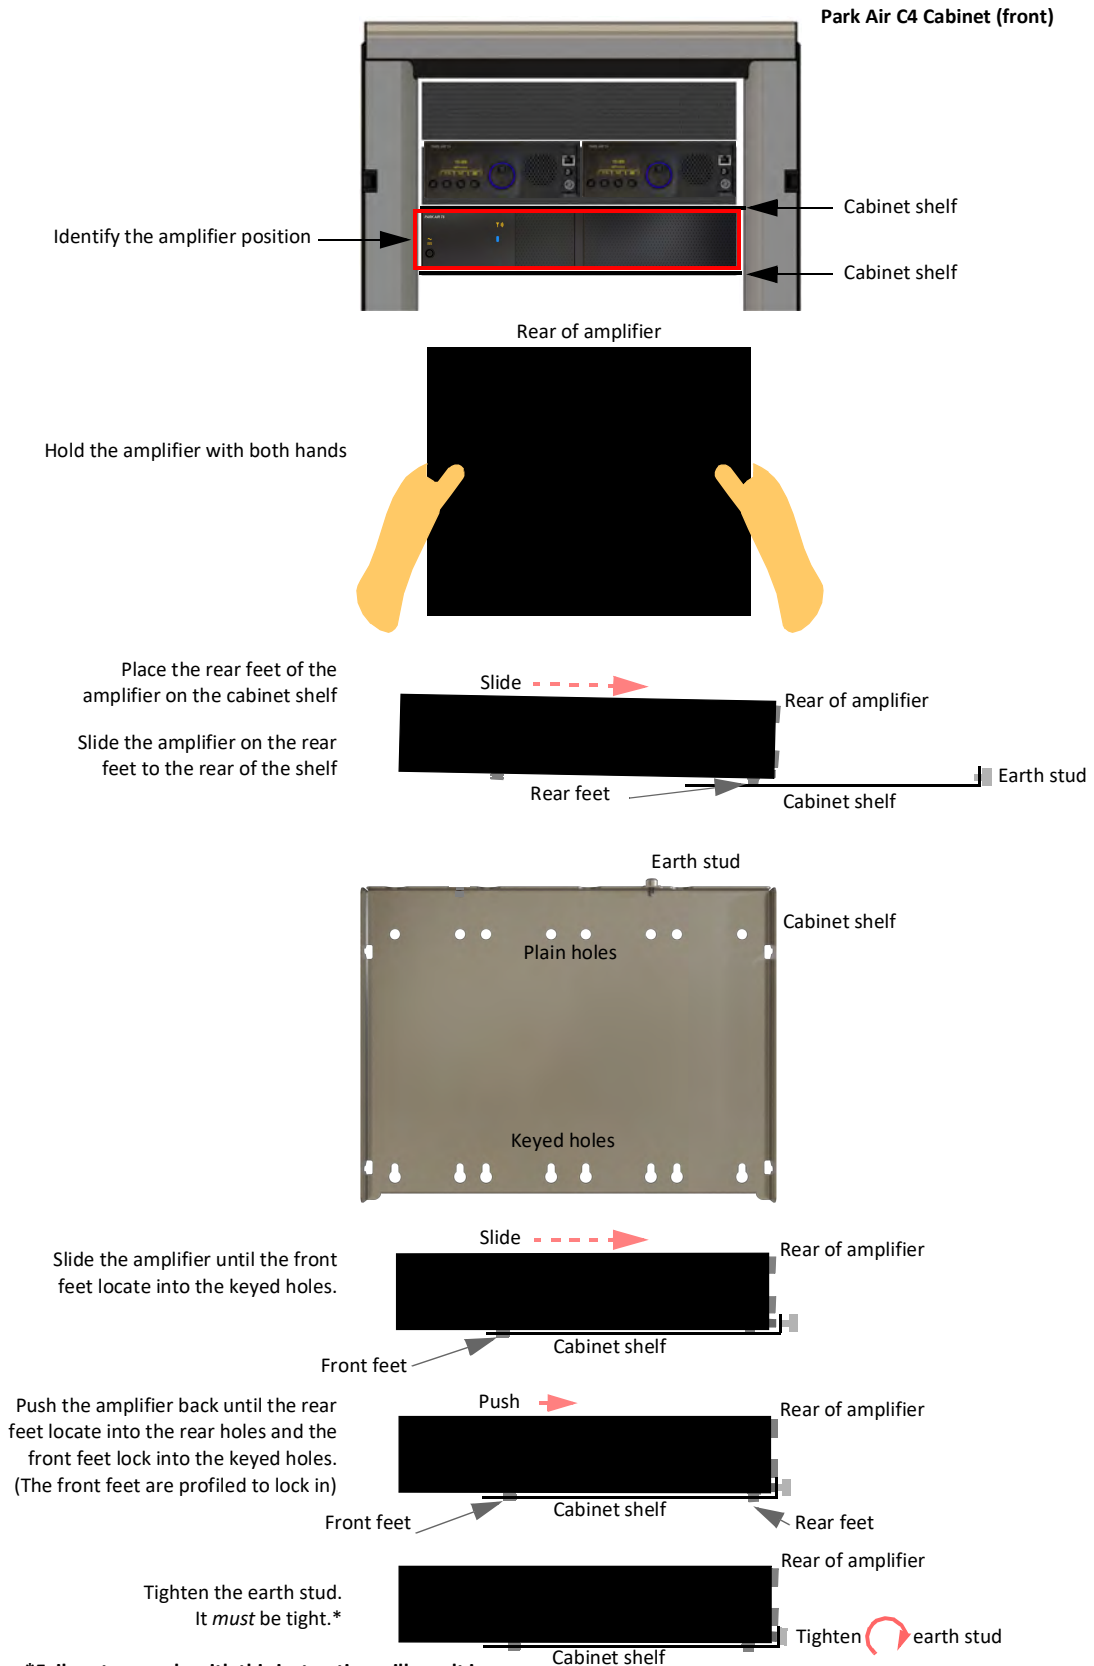 Park Air C4 Cabinet (front)
Cabinet shelf
PARK AIR T6
Identify the amplifier position
Cabinet shelf
Rear of amplifier
Hold the amplifier with both hands
Place the rear feet of the
amplifier on the cabinet shelf
Slide
Rear of amplifier
Slide the amplifier on the rear
feet to the rear of the shelf
Earth stud
Rear feet
Cabinet shelf
Earth stud
Cabinet shelf
Plain holes
Keyed holes
Slide
Rear of amplifier
Slide the amplifier until the front
feet locate into the keyed holes.
Cabinet shelf
Front feet
Push the amplifier back until the rear
feet locate into the rear holes and the
front feet lock into the keyed holes.
(The front feet are profiled to lock in)
Push
Rear of amplifier
Cabinet shelf
Front feet
Rear feet
Rear of amplifier
Tighten the earth stud.
It must be tight.*
Tighten earth stud
Cabinet shelf